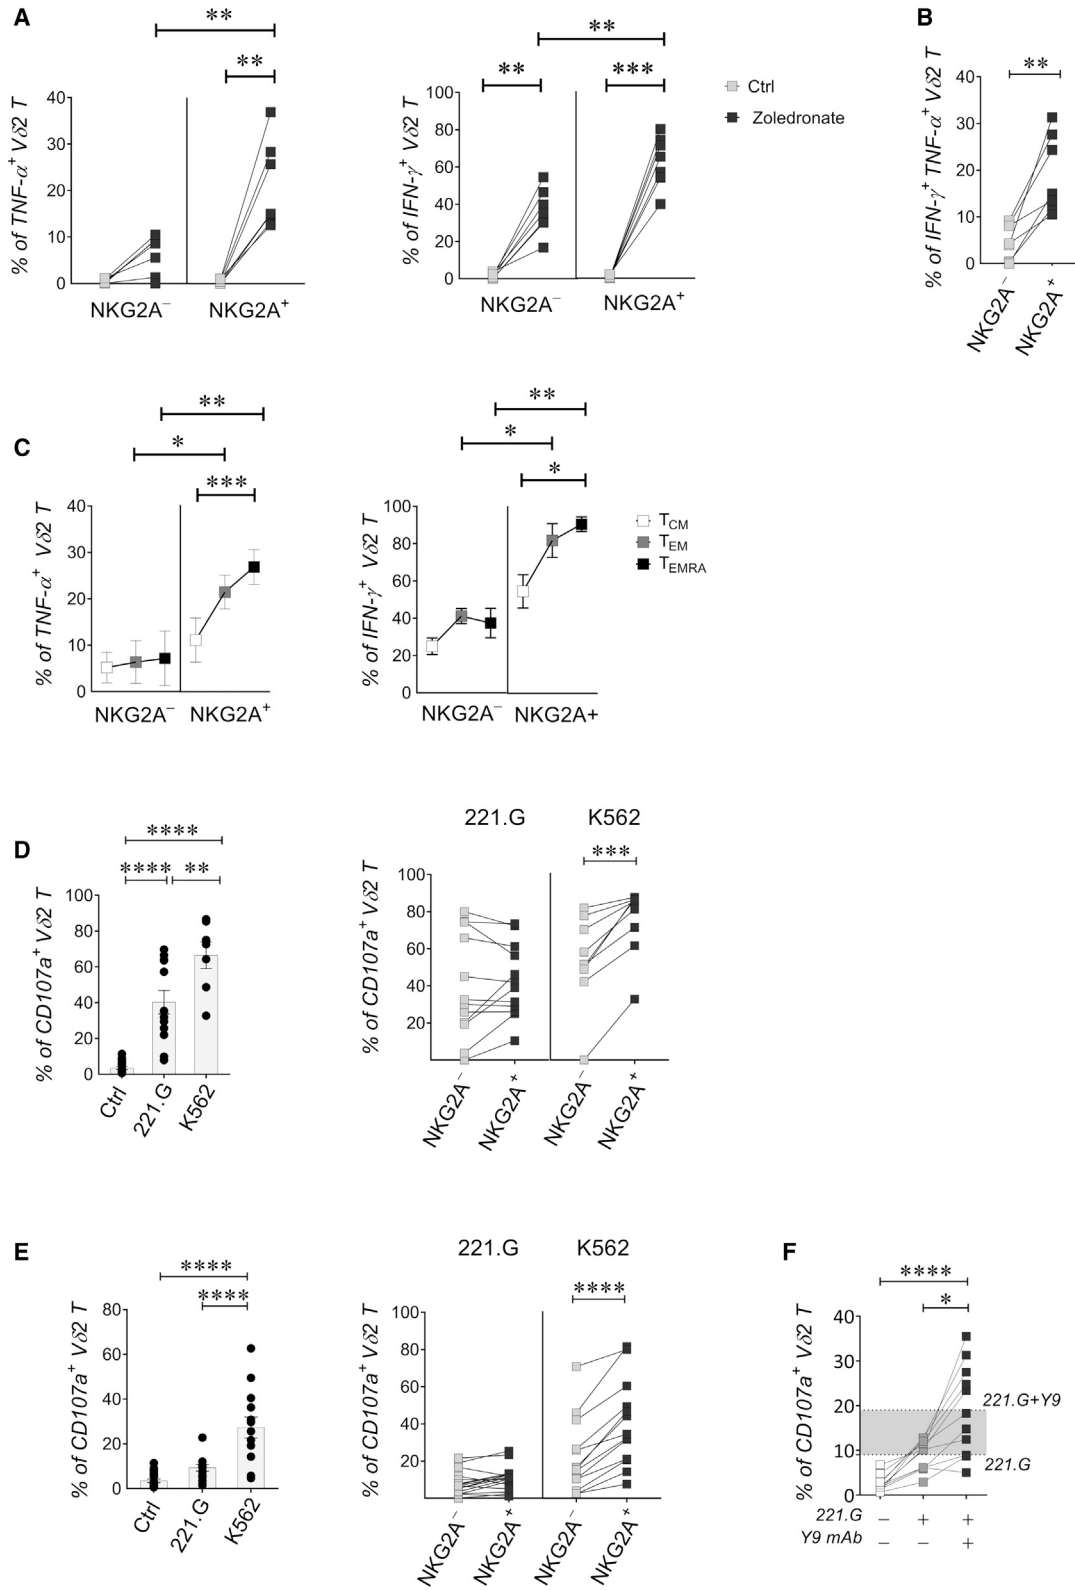 A
**
**
% of TNF-α+ Vδ2 T
40
30
20
10
0
NKG2A−
NKG2A+
**
**
***
% of IFN-γ+ Vδ2 T
100
80
60
40
20
0
NKG2A−
NKG2A+
Ctrl
Zoledronate
B
**
% of IFN-γ+ TNF-α+ Vδ2 T
40
30
20
10
0
NKG2A−
NKG2A+
C
**
*
***
% of TNF-α+ Vδ2 T
40
30
20
10
0
NKG2A−
NKG2A+
**
*
*
% of IFN-γ+ Vδ2 T
100
80
60
40
20
0
NKG2A−
NKG2A+
TCM
TEM
TEMRA
D
****
**** **
% of CD107a+ Vδ2 T
100
80
60
40
20
0
Ctrl
221.G
K562
221.G
K562
***
% of CD107a+ Vδ2 T
100
80
60
40
20
NKG2A−
NKG2A+
NKG2A−
NKG2A+
E
****
****
% of CD107a+ Vδ2 T
80
60
40
20
0
Ctrl
221.G
K562
221.G
K562
****
% of CD107a+ Vδ2 T
100
80
60
40
20
NKG2A−
NKG2A+
NKG2A−
NKG2A+
F
****
*
% of CD107a+ Vδ2 T
40
30
20
10
0
221.G+Y9
221.G
221.G − + +
Y9 mAb − − +